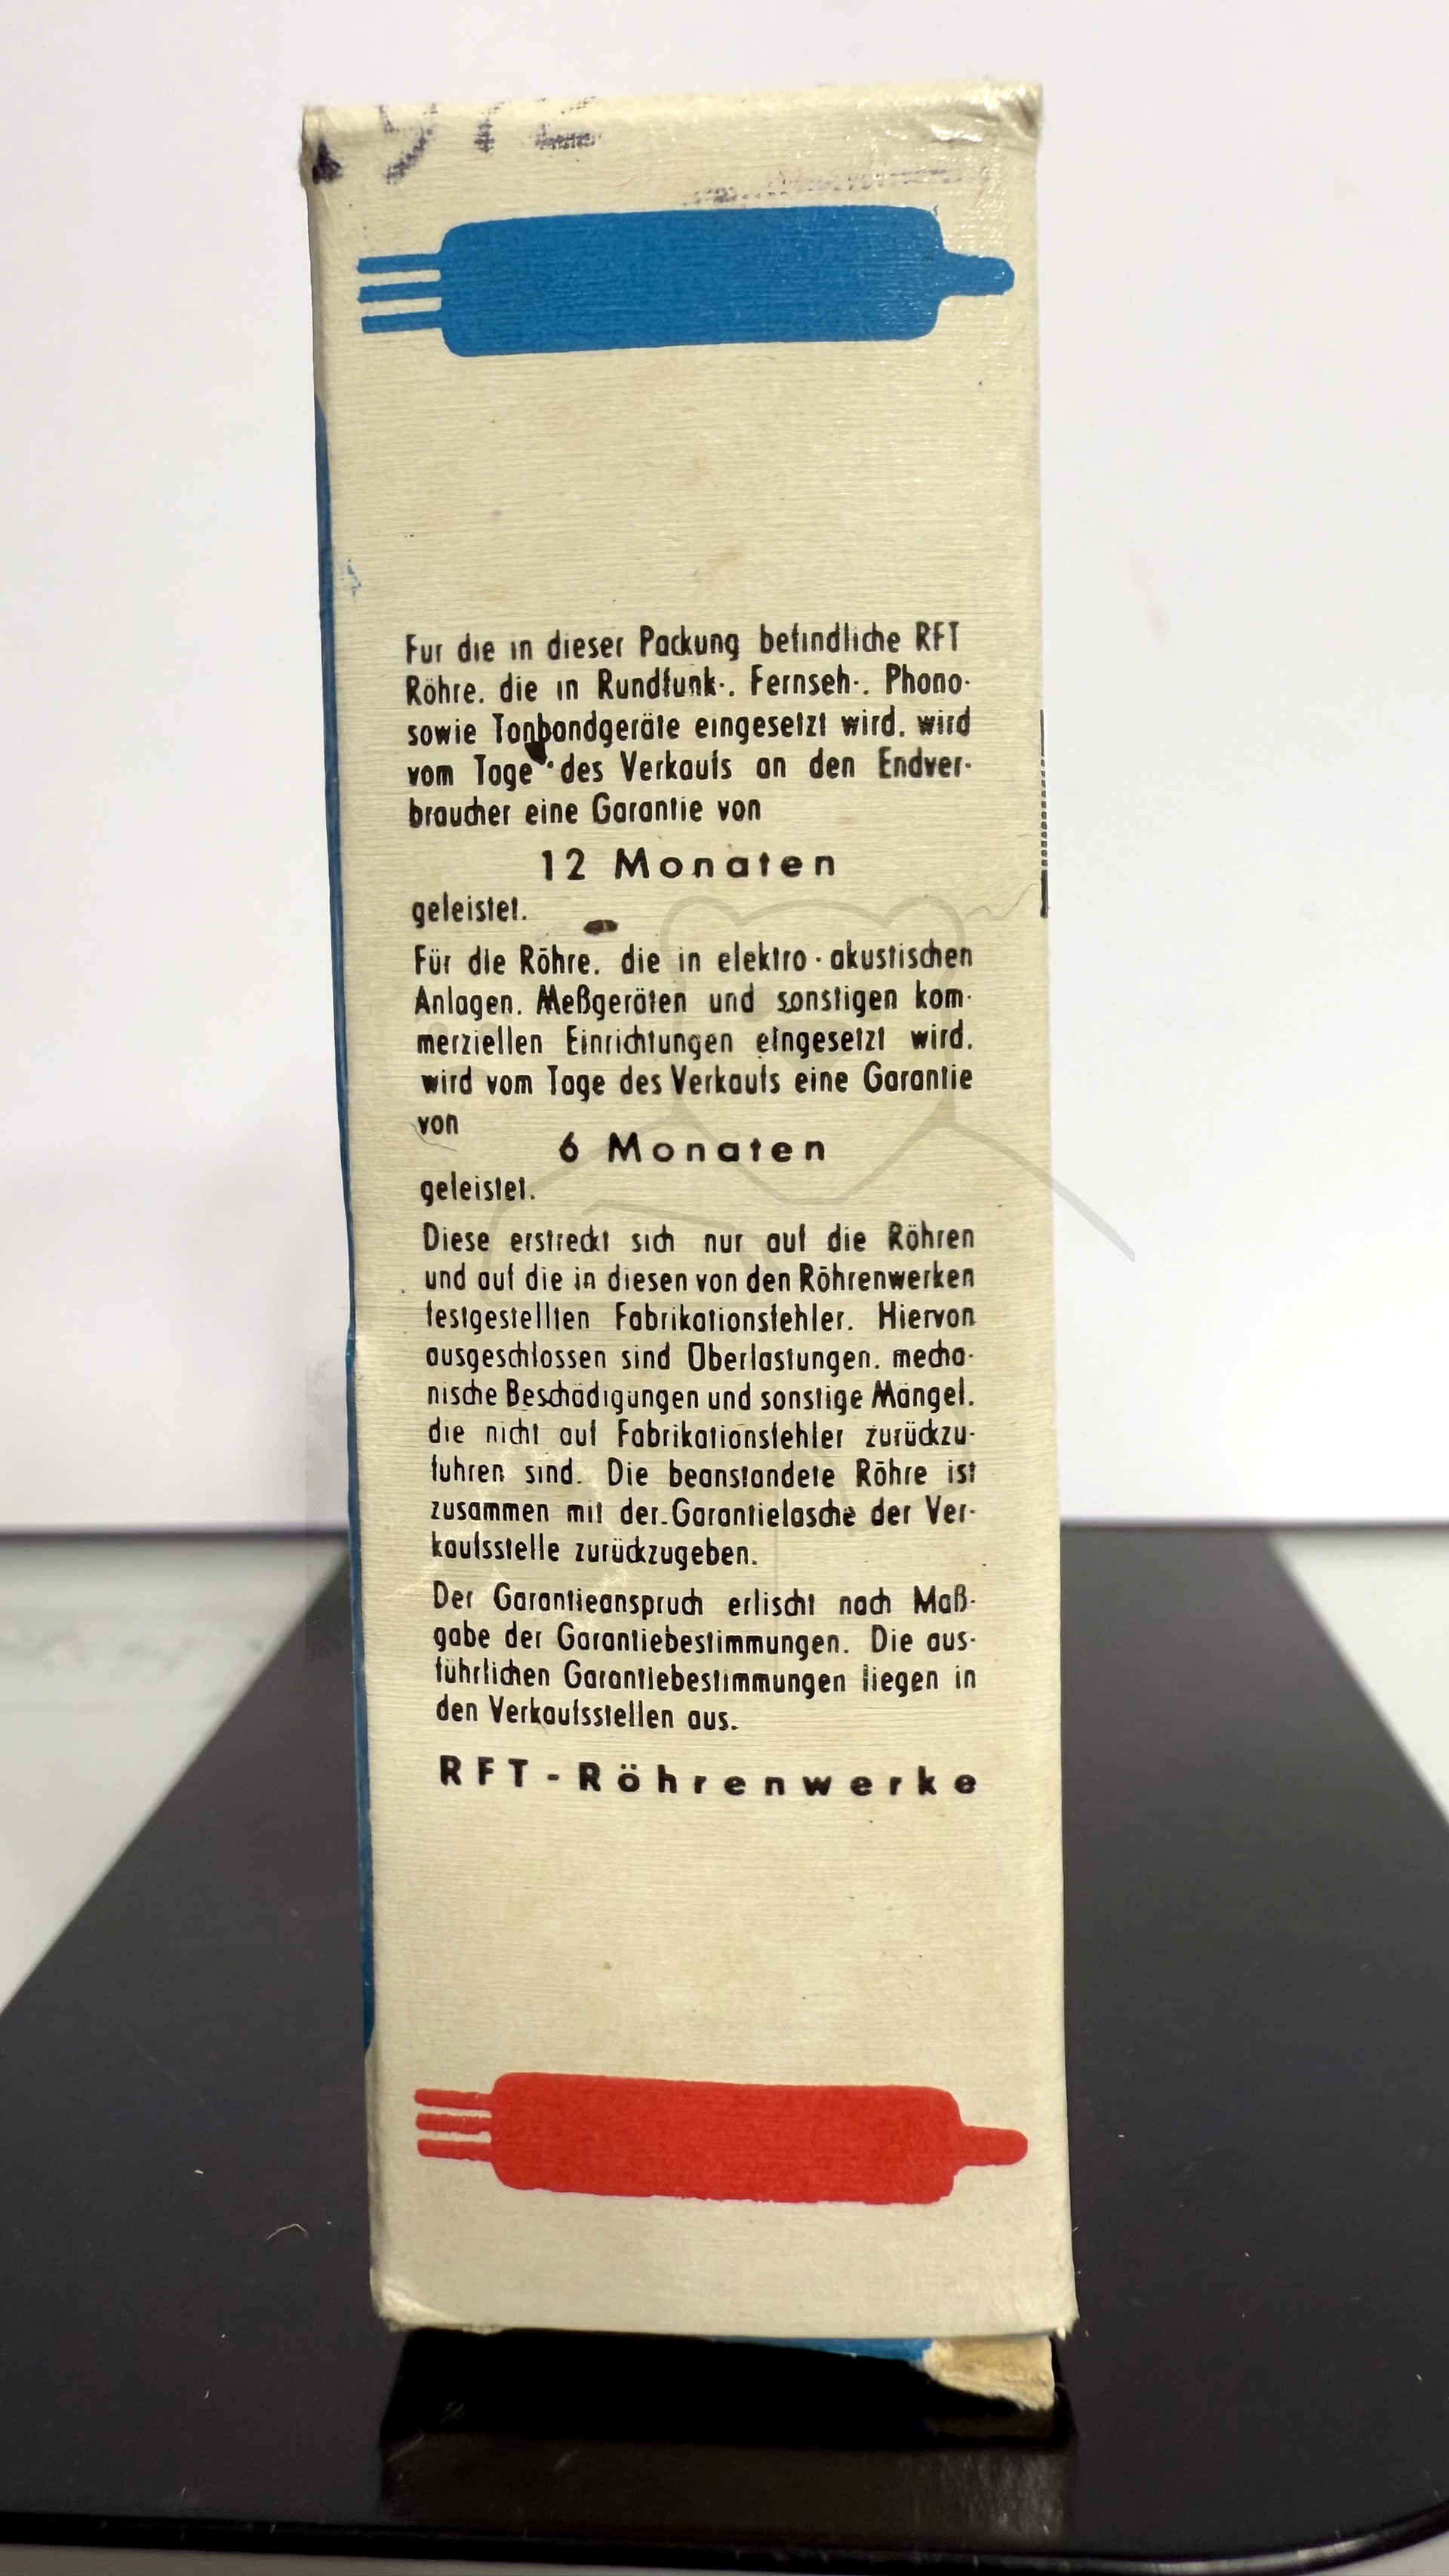 Fur die in dieser Packung befindliche RFT
Röhre, die in Rundfunk-, Fernseh-, Phono-
sowie Tonbandgeräte eingesetzt wird, wird
vom Tage des Verkaufs an den Endver-
braucher eine Garantie von
12 Monaten
geleistet.
Für die Röhre, die in elektro-akustischen
Anlagen, Meßgeräten und sonstigen kom-
merziellen Einrichtungen eingesetzt wird,
wird vom Tage des Verkaufs eine Garantie
von
6 Monaten
geleistet.
Diese erstreckt sich nur auf die Röhren
und auf die in diesen von den Röhrenwerken
festgestellten Fabrikationsfehler. Hiervon
ausgeschlossen sind Überlastungen, mecha-
nische Beschädigungen und sonstige Mängel,
die nicht auf Fabrikationsfehler zurückzu-
fuhren sind. Die beanstandete Röhre ist
zusammen mit der Garantielasche der Ver-
kaufsstelle zurückzugeben.
Der Garantieanspruch erlischt nach Maß-
gabe der Garantiebestimmungen. Die aus-
führlichen Garantiebestimmungen liegen in
den Verkaufsstellen aus.
RFT-Röhrenwerke